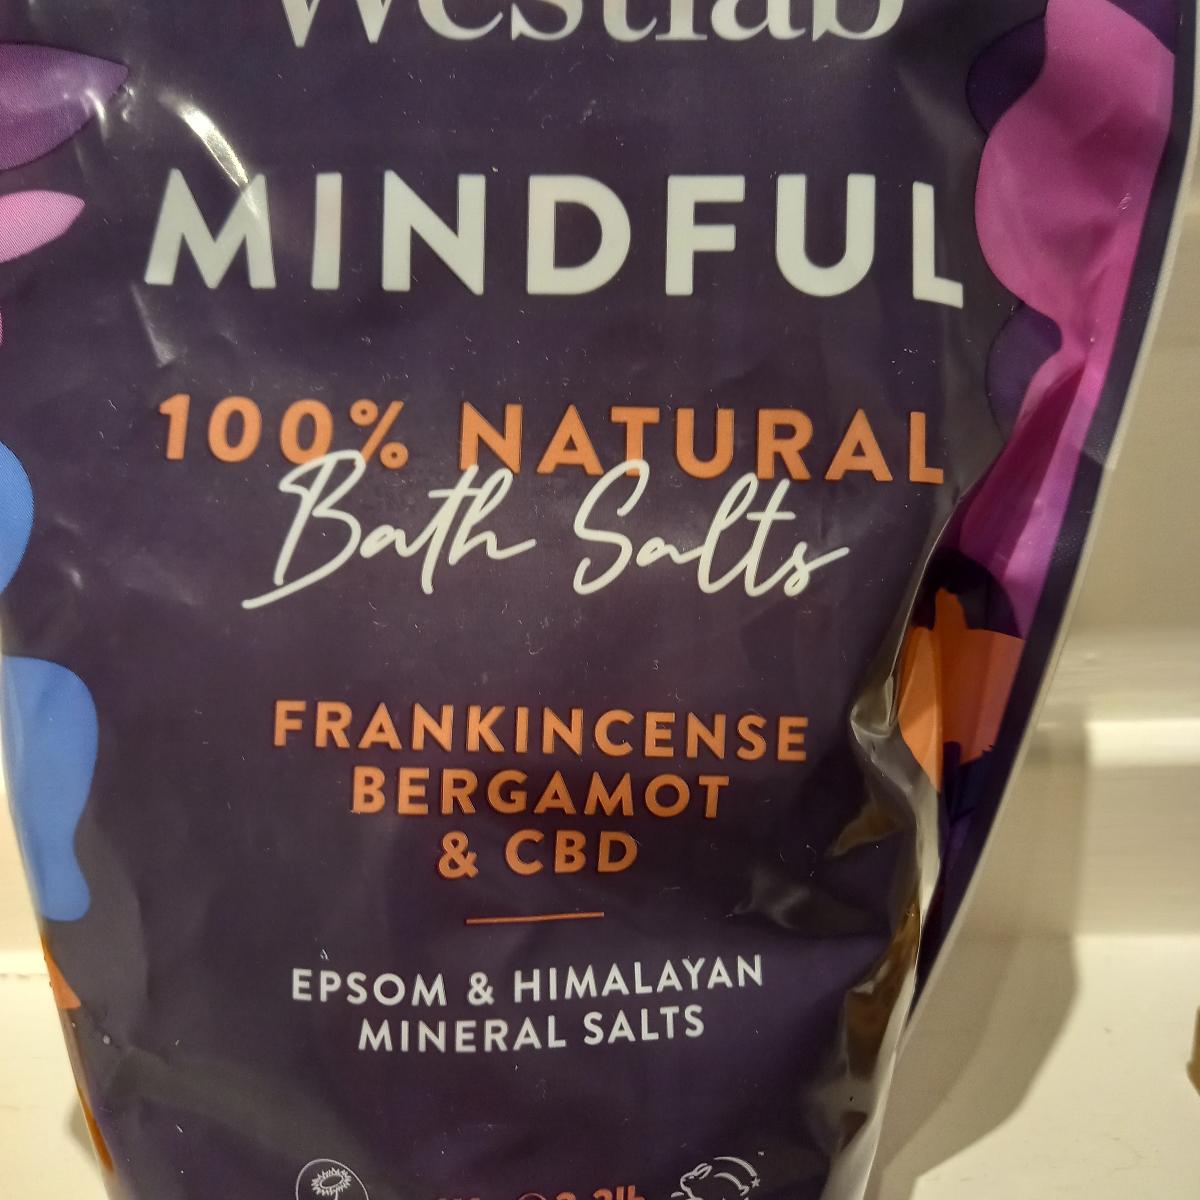 Westlab
MINDFUL
100% NATURAL
Bath Salts
FRANKINCENSE
BERGAMOT
& CBD
EPSOM & HIMALAYAN
MINERAL SALTS